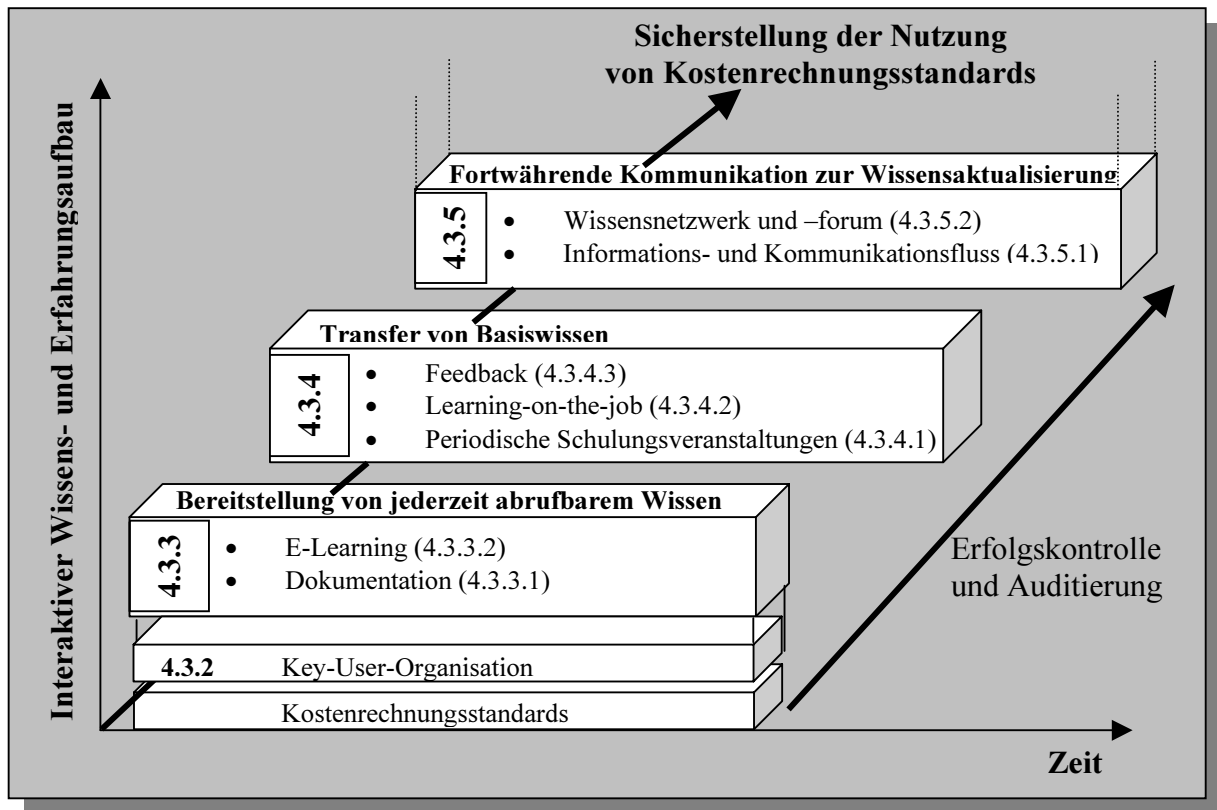 Sicherstellung der Nutzung
von Kostenrechnungsstandards
Interaktiver Wissens- und Erfahrungsaufbau
Fortwährende Kommunikation zur Wissensaktualisierung
4.3.5
• Wissensnetzwerk und –forum (4.3.5.2)
• Informations- und Kommunikationsfluss (4.3.5.1)
Transfer von Basiswissen
4.3.4
• Feedback (4.3.4.3)
• Learning-on-the-job (4.3.4.2)
• Periodische Schulungsveranstaltungen (4.3.4.1)
Bereitstellung von jederzeit abrufbarem Wissen
4.3.3
• E-Learning (4.3.3.2)
• Dokumentation (4.3.3.1)
Erfolgskontrolle
und Auditierung
4.3.2 Key-User-Organisation
Kostenrechnungsstandards
Zeit